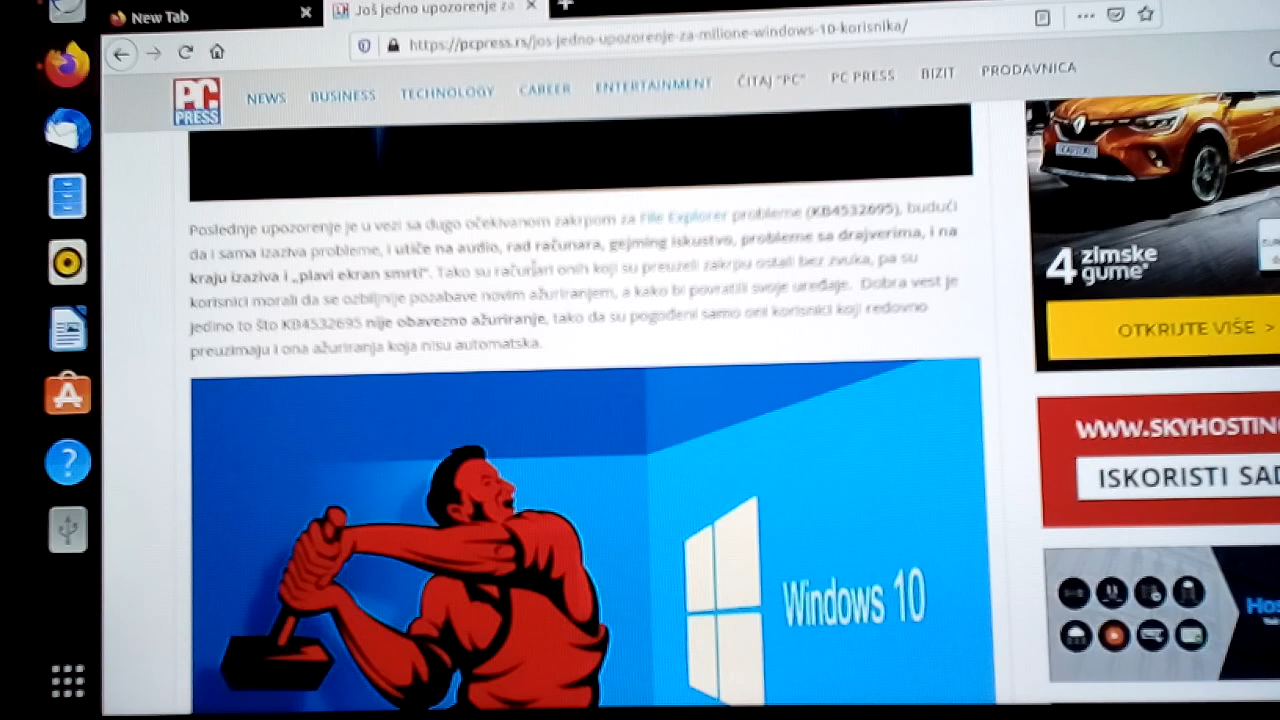 New Tab
Još jedno upozorenje za
https://pcpress.rs/jos-jedno-upozorenje-za-milione-windows-10-korisnika/
PC PRESS
NEWS BUSINESS TECHNOLOGY CAREER ENTERTAINMENT ČITAJ "PC" PC PRESS BIZIT PRODAVNICA
Poslednje upozorenje je u vezi sa dugo očekivanom zakrpom za File Explorer probleme (KB4532695), budući
da i sama izaziva probleme, i utiče na audio, rad računara, gejming iskustvo, probleme sa drajverima, i na
kraju izaziva i „plavi ekran smrti“. Tako su računari onih koji su preuzeli zakrpu ostali bez zvuka, pa su
korisnici morali da se ozbiljnije pozabave novim ažuriranjem, a kako bi povratili svoje uređaje. Dobra vest je
jedino to što KB4532695 nije obavezno ažuriranje, tako da su pogođeni samo oni korisnici koji redovno
preuzimaju i ona ažuriranja koja nisu automatska.
Windows 10
4 zimske
gume*
OTKRIJTE VIŠE >
WWW.SKYHOSTIN
ISKORISTI SAD
Hos